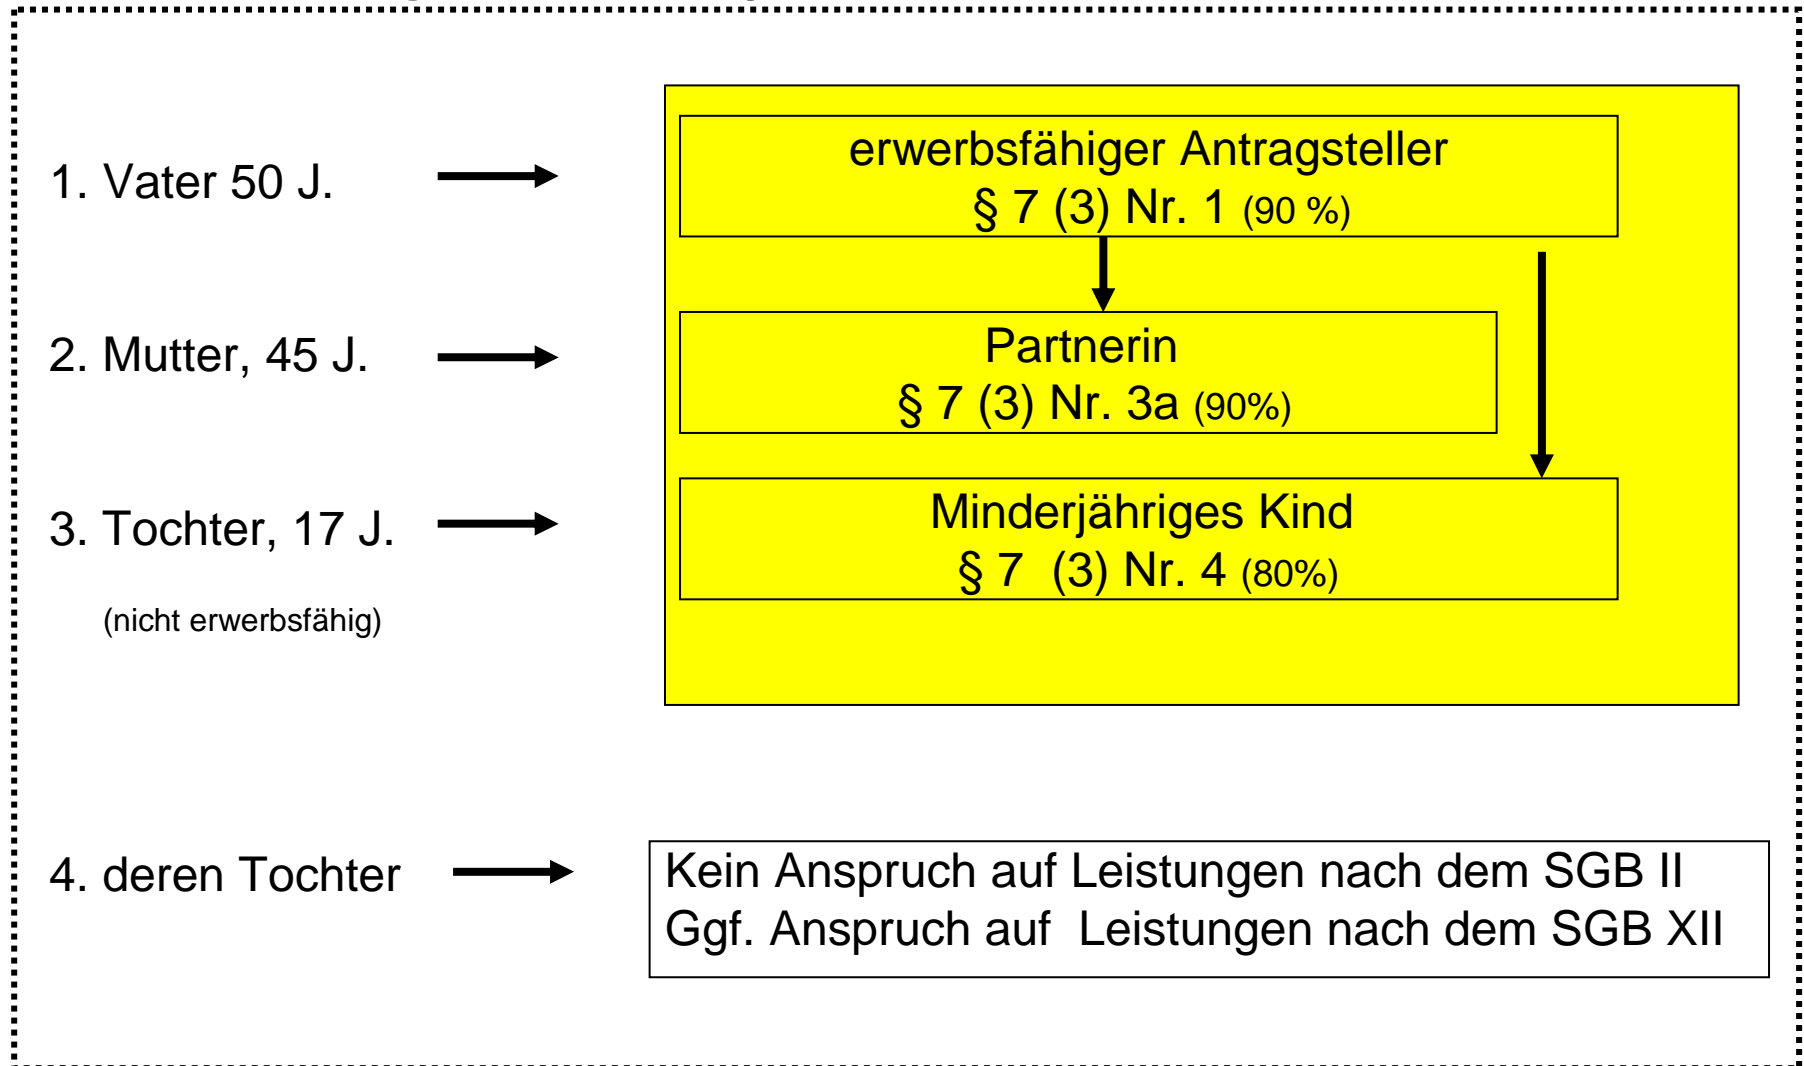 1. Vater 50 J.
erwerbsfähiger Antragsteller
§ 7 (3) Nr. 1 (90 %)
2. Mutter, 45 J.
Partnerin
§ 7 (3) Nr. 3a (90%)
3. Tochter, 17 J.
(nicht erwerbsfähig)
Minderjähriges Kind
§ 7 (3) Nr. 4 (80%)
4. deren Tochter
Kein Anspruch auf Leistungen nach dem SGB II
Ggf. Anspruch auf Leistungen nach dem SGB XII